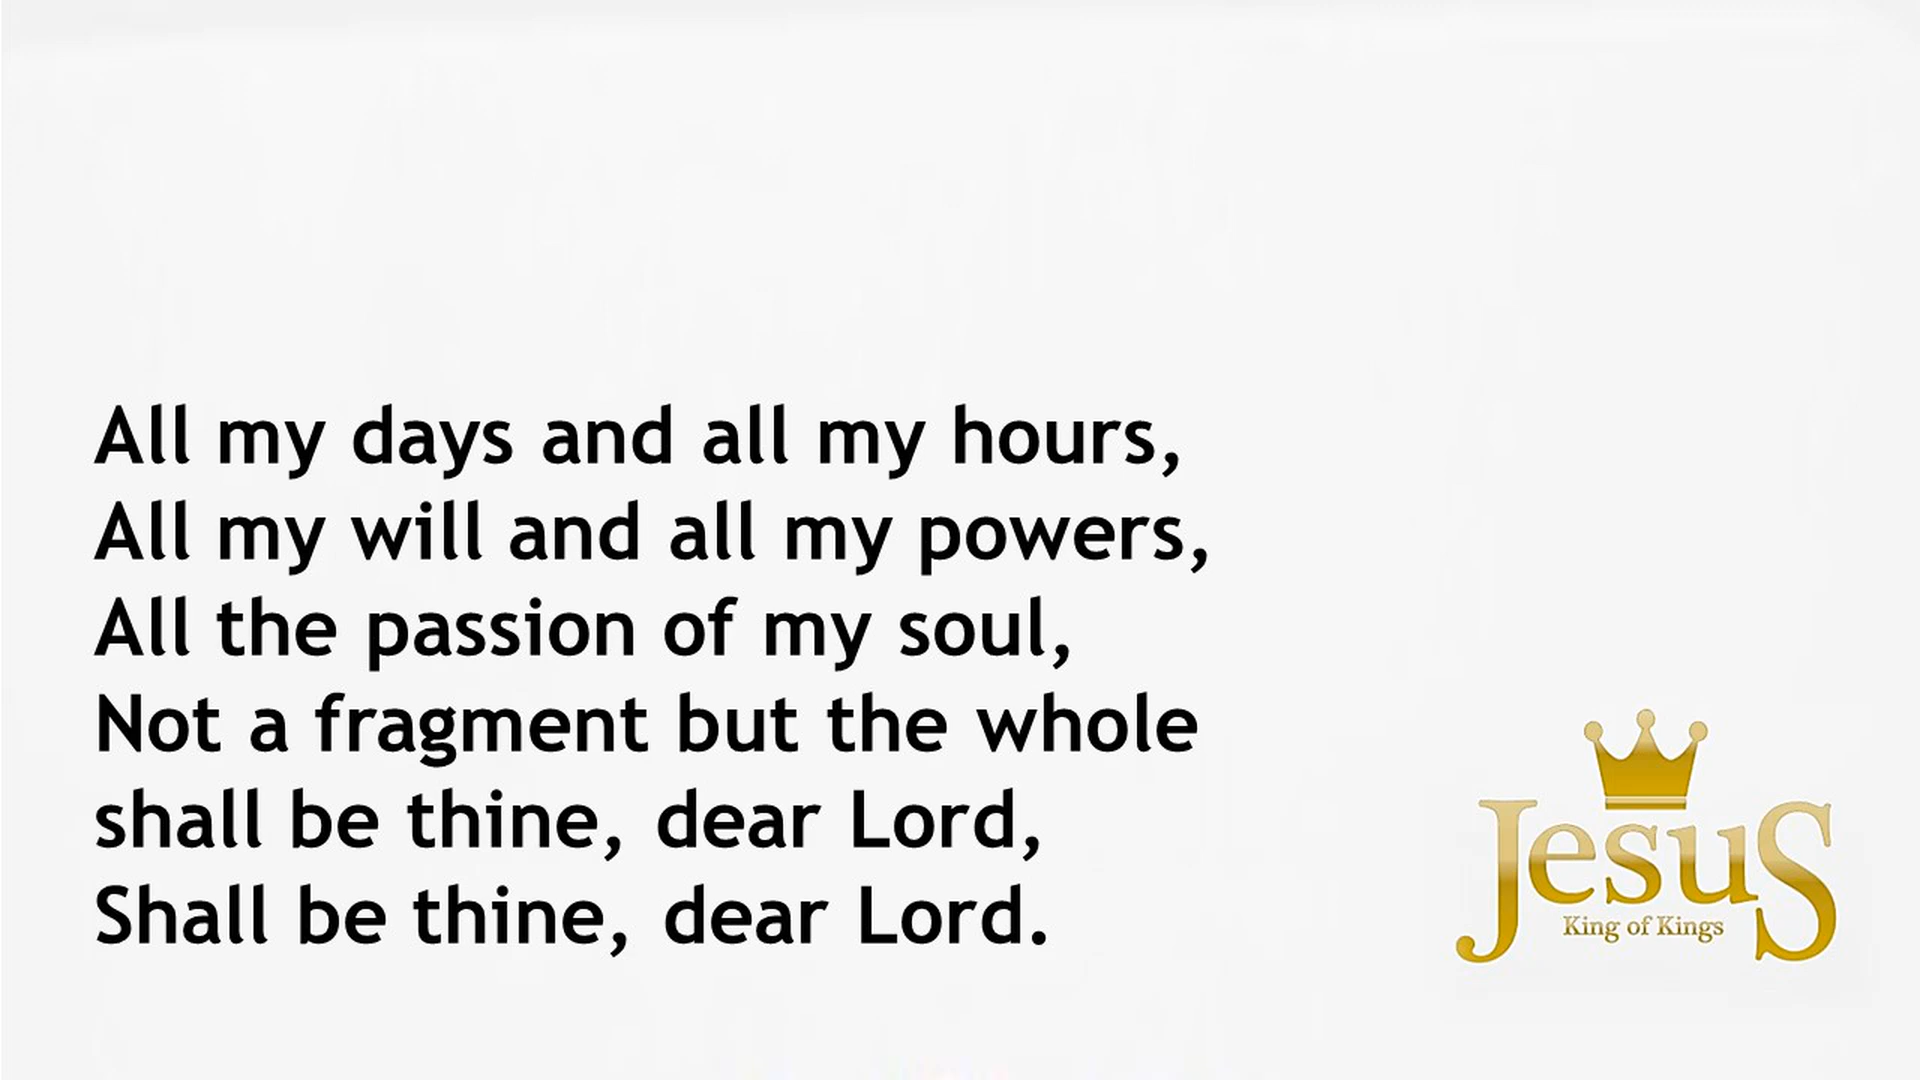 All my days and all my hours,
All my will and all my powers,
All the passion of my soul,
Not a fragment but the whole
shall be thine, dear Lord,
Shall be thine, dear Lord.
Jesus
King of Kings